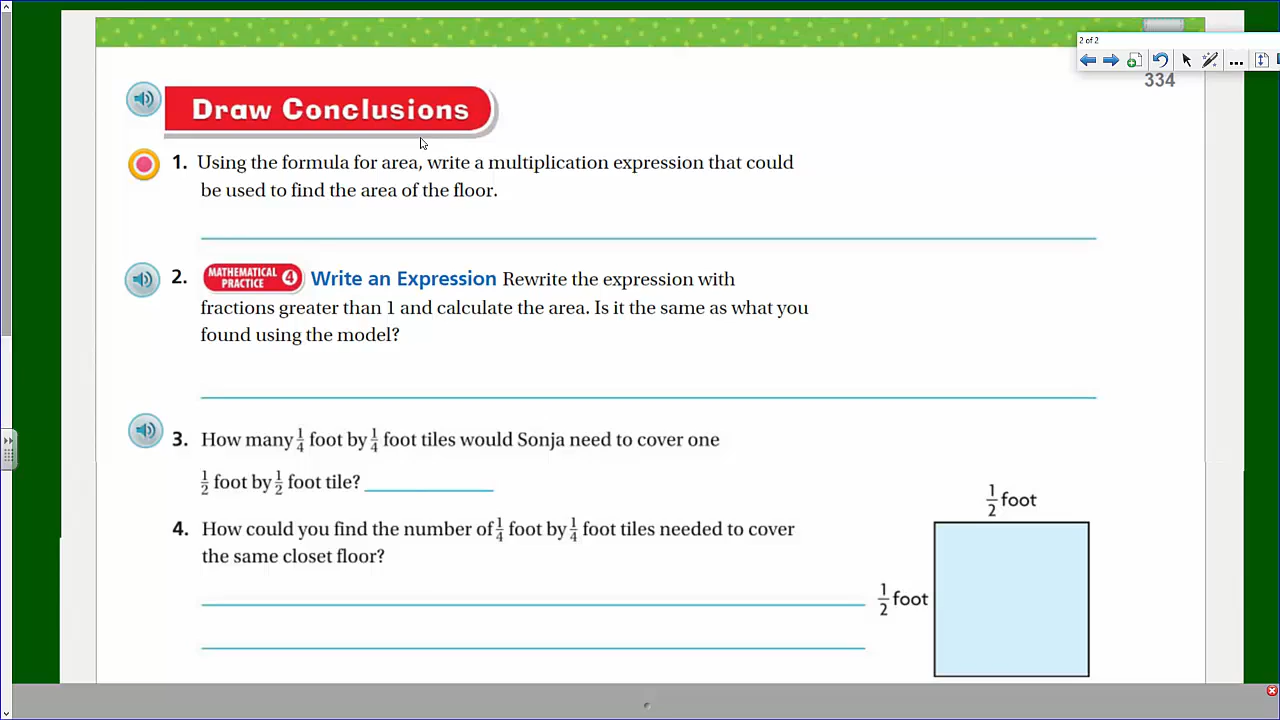 2 of 2
334
Draw Conclusions
1. Using the formula for area, write a multiplication expression that could
be used to find the area of the floor.
2. MATHEMATICAL PRACTICE 4 Write an Expression Rewrite the expression with
fractions greater than 1 and calculate the area. Is it the same as what you
found using the model?
3. How many 1/4 foot by 1/4 foot tiles would Sonja need to cover one
1/2 foot by 1/2 foot tile?
4. How could you find the number of 1/4 foot by 1/4 foot tiles needed to cover
the same closet floor?
1/2 foot
1/2 foot